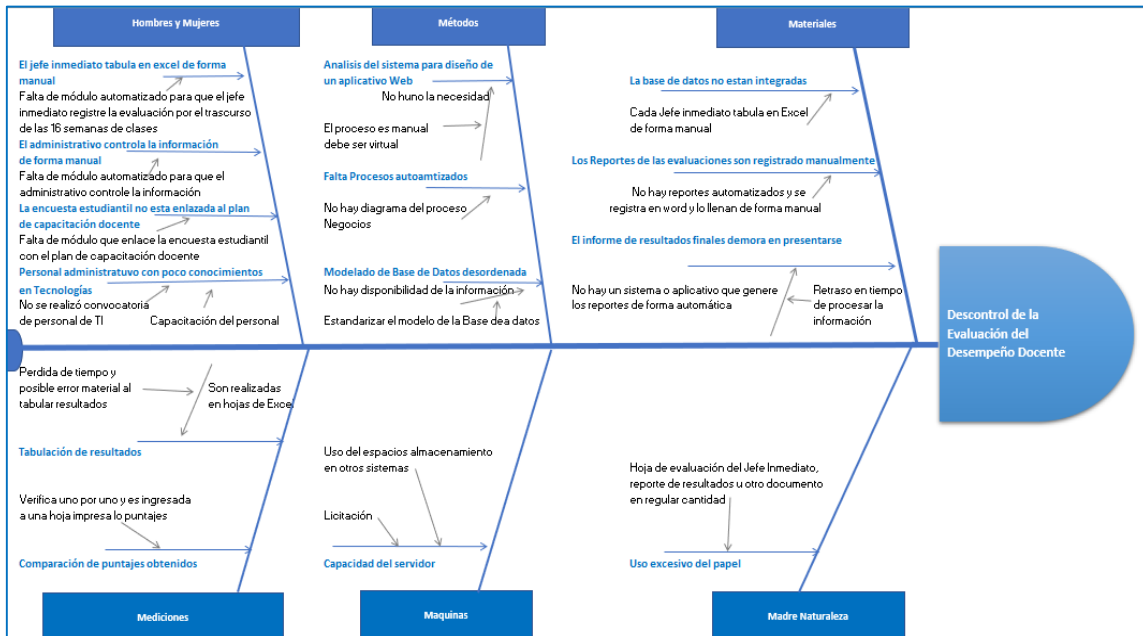 Hombres y Mujeres
Métodos
Materiales
El jefe inmediato tabula en excel de forma
manual
Falta de módulo automatizado para que el jefe
inmediato registre la evaluación por el trascurso
de las 16 semanas de clases
El administrativo controla la información
de forma manual
Falta de módulo automatizado para que el
administrativo controle la información
La encuesta estudiantil no esta enlazada al plan
de capacitación docente
Falta de módulo que enlace la encuesta estudiantil
con el plan de capacitación docente
Personal administratuvo con poco conocimientos
en Tecnologías
No se realizó convocatoria
de personal de TI
Capacitación del personal
Analisis del sistema para diseño de
un aplicativo Web
No huno la necesidad
El proceso es manual
debe ser virtual
Falta Procesos autoamtizados
No hay diagrama del proceso
Negocios
Modelado de Base de Datos desordenada
No hay disponibilidad de la información
Estandarizar el modelo de la Base dea datos
La base de datos no estan integradas
Cada Jefe inmediato tabula en Excel
de forma manual
Los Reportes de las evaluaciones son registrado manualmente
No hay reportes automatizados y se
registra en word y lo llenan de forma manual
El informe de resultados finales demora en presentarse
No hay un sistema o aplicativo que genere
los reportes de forma automática
Retraso en tiempo
de procesar la
información
Descontrol de la
Evaluación del
Desempeño Docente
Perdida de tiempo y
posible error material al
tabular resultados
Son realizadas
en hojas de Excel
Tabulación de resultados
Verifica uno por uno y es ingresada
a una hoja impresa lo puntajes
Comparación de puntajes obtenidos
Uso del espacios almacenamiento
en otros sistemas
Licitación
Capacidad del servidor
Hoja de evaluación del Jefe Inmediato,
reporte de resultados u otro documento
en regular cantidad
Uso excesivo del papel
Mediciones
Maquinas
Madre Naturaleza